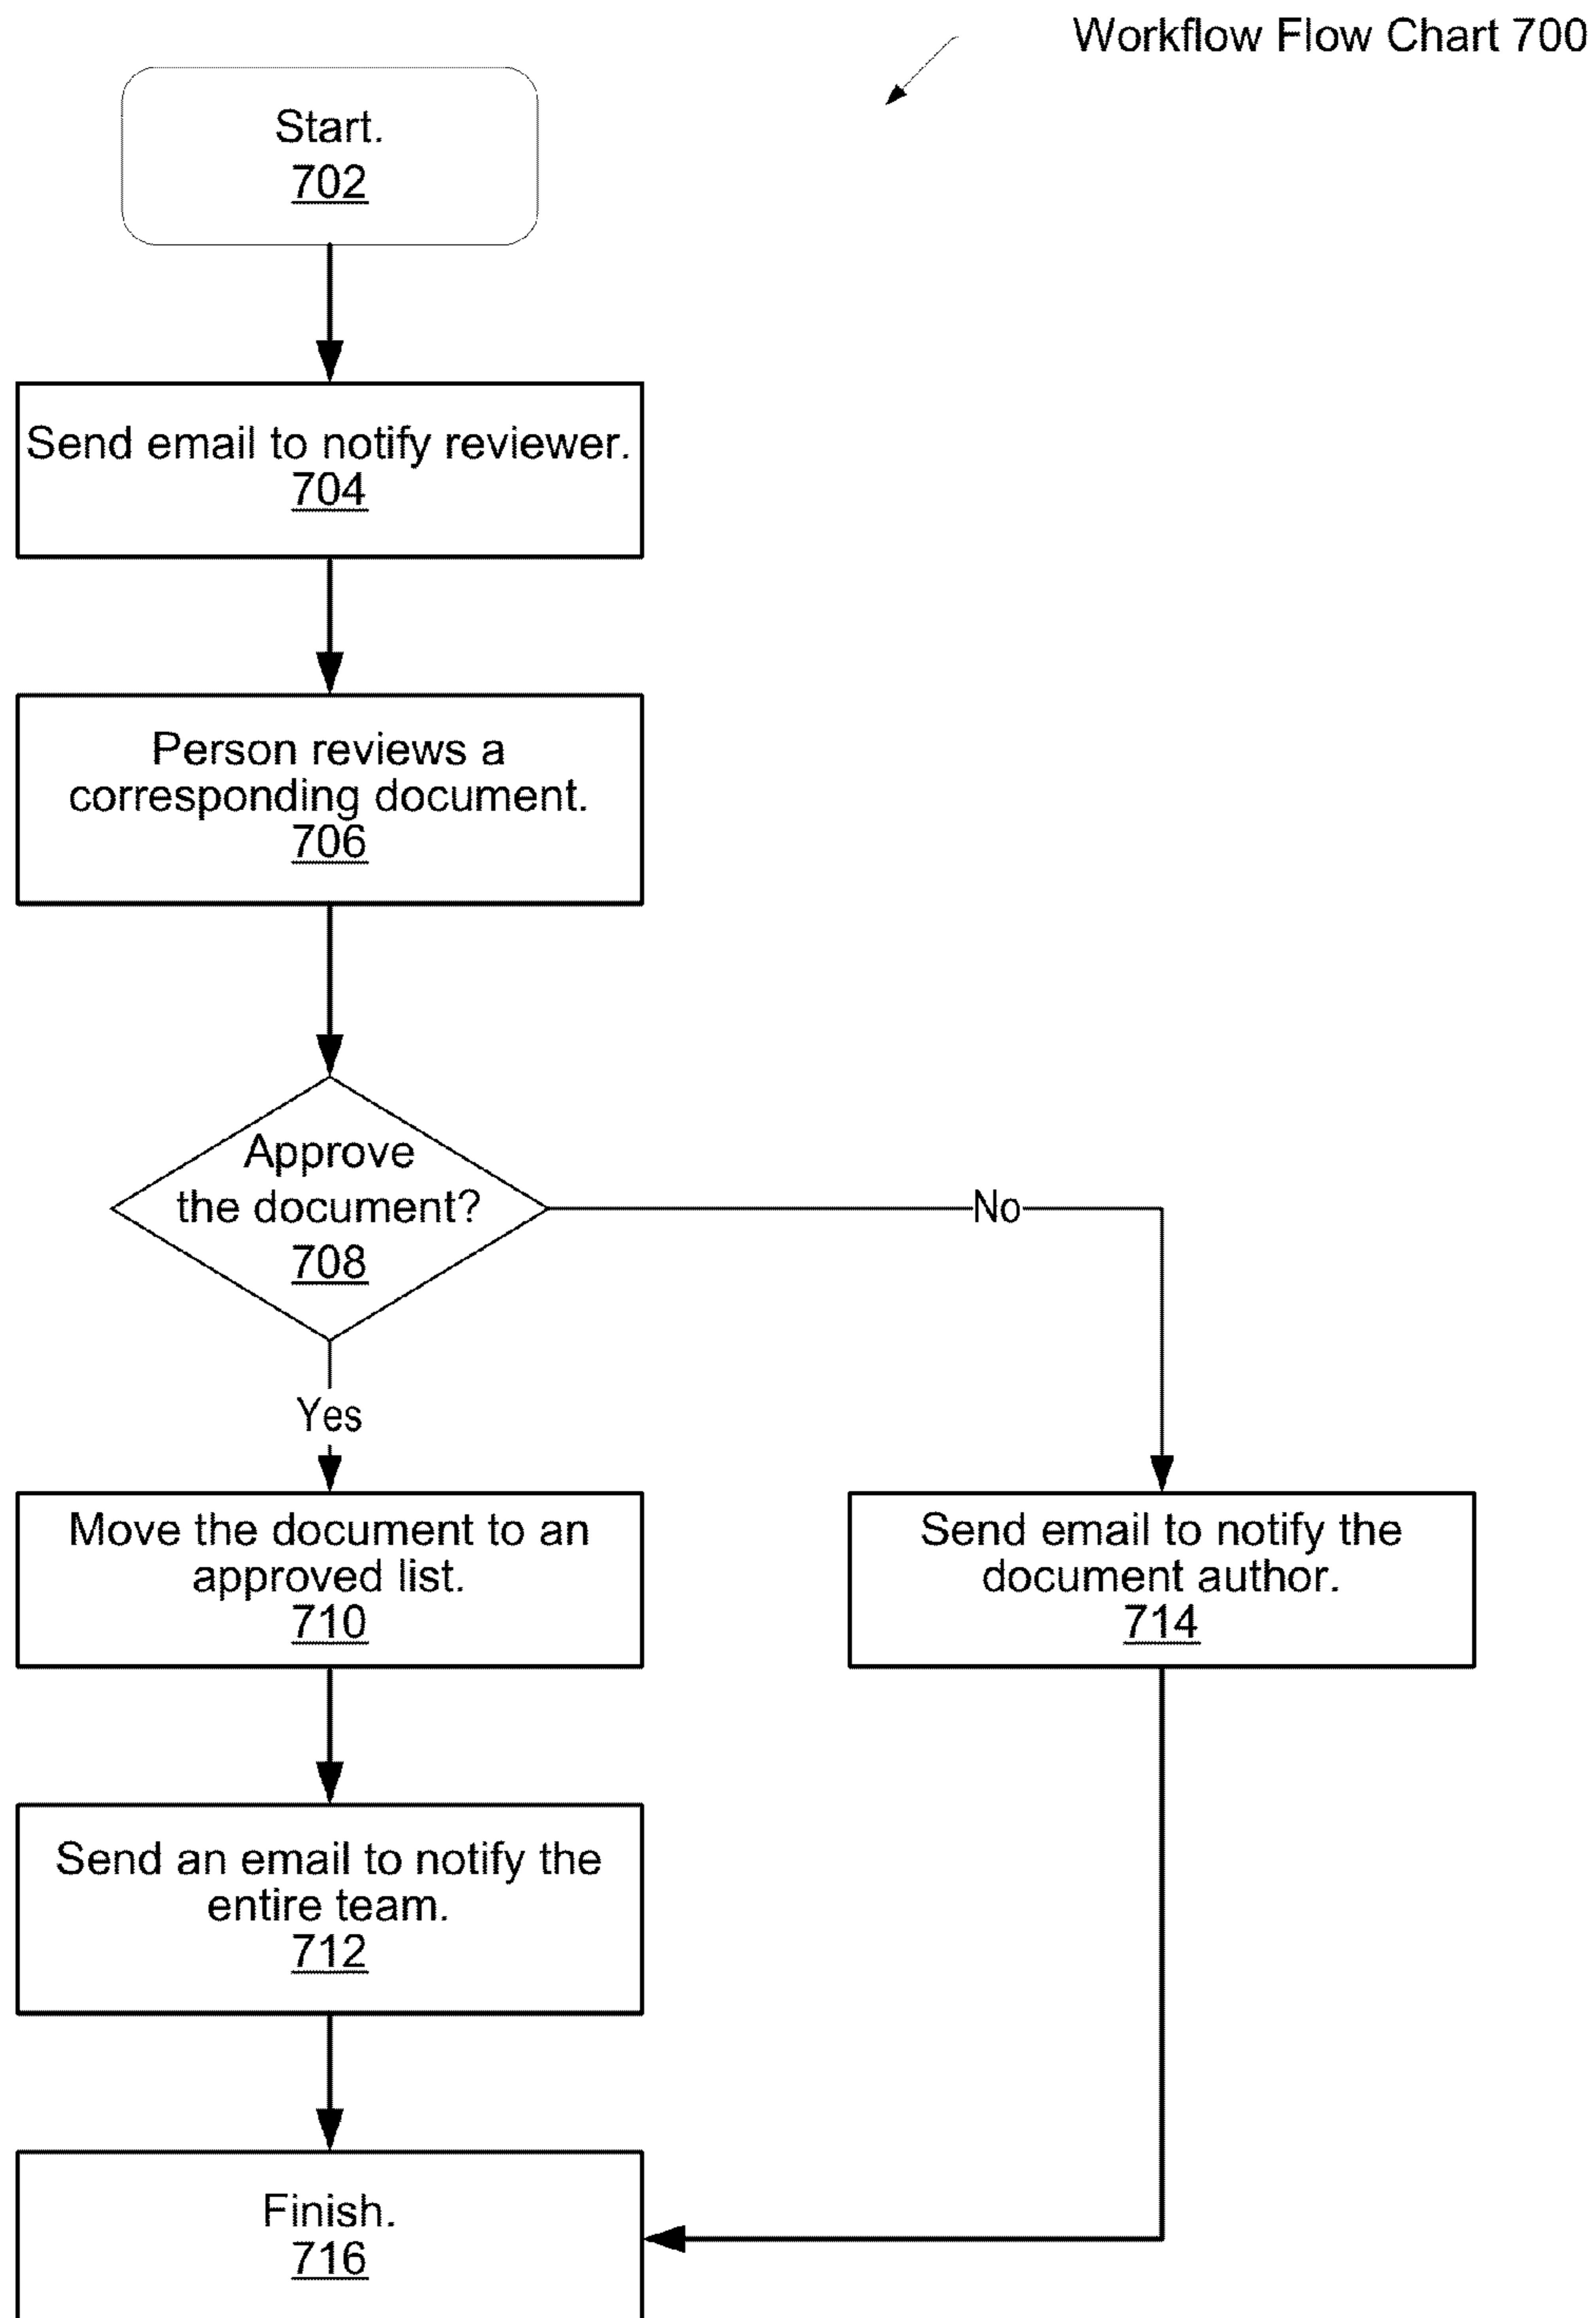 Workflow Flow Chart 700
Start.
702
Send email to notify reviewer.
704
Person reviews a
corresponding document.
706
Approve
the document?
708
No
Yes
Move the document to an
approved list.
710
Send email to notify the
document author.
714
Send an email to notify the
entire team.
712
Finish.
716